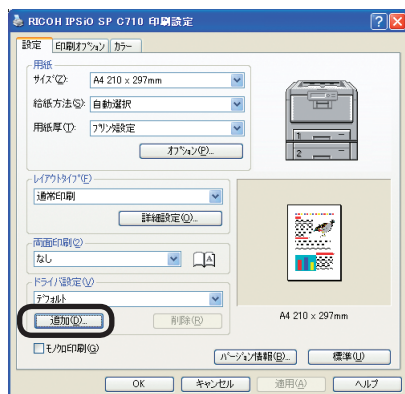 RICOH IPSiO SP C710 印刷設定
設定 印刷オプション カラー
用紙
サイズ(Z): A4 210 x 297mm
給紙方法(S): 自動選択
用紙厚(T): プリンタ設定
オプション(P)...
1
2
レイアウトタイプ(E)
通常印刷
詳細設定(O)...
両面印刷(2)
なし
A
ドライバ設定(V)
デフォルト
追加(D)... 削除(R)
A4 210 x 297mm
モノクロ印刷(G)
バージョン情報(B)... 標準(U)
OK キャンセル 適用(A) ヘルプ